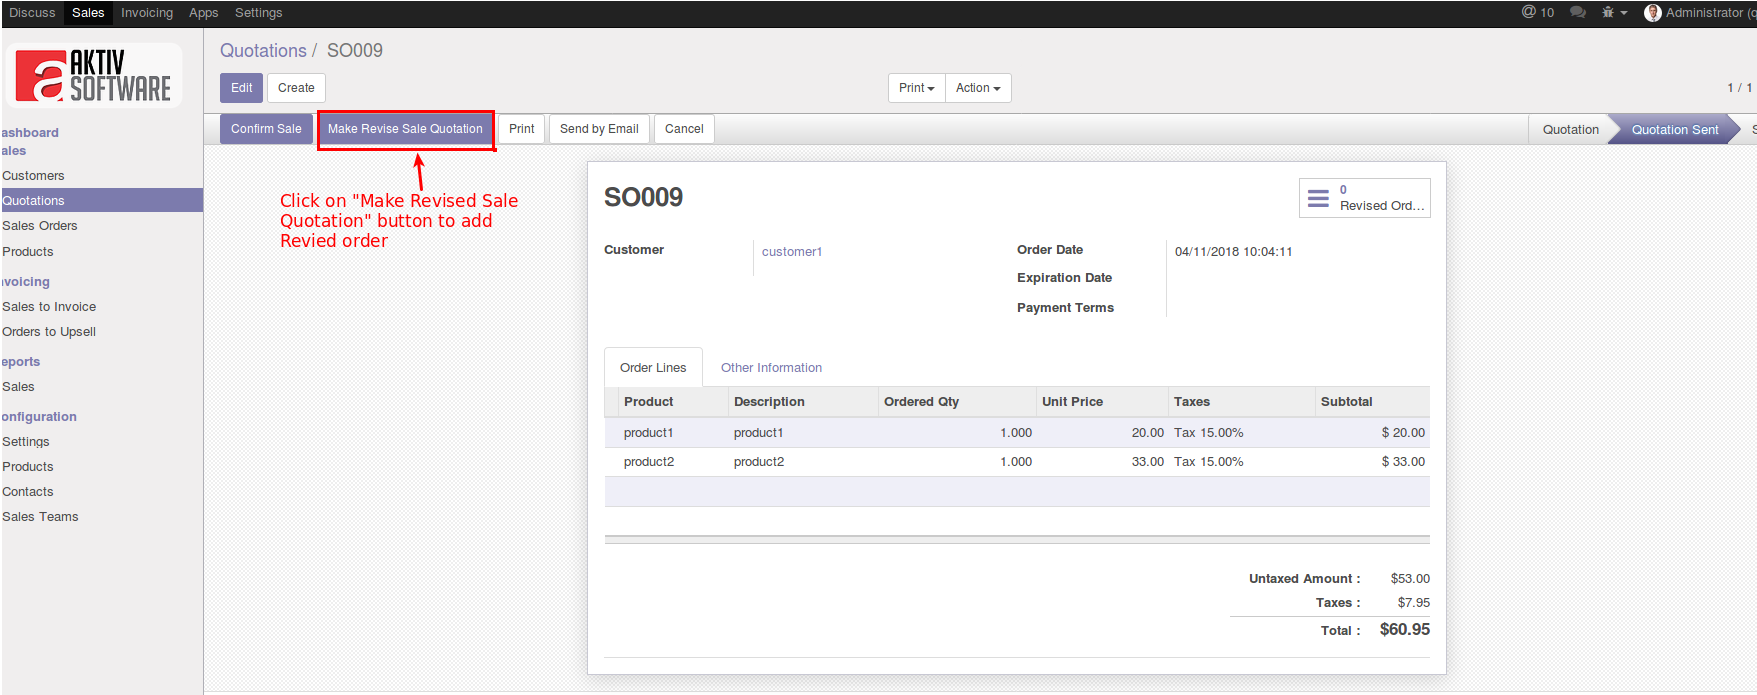 Discuss Sales Invoicing Apps Settings
@ 10 Administrator (q
AKTIV
SOFTWARE
Quotations / SO009
Edit Create
Print Action
1 / 1
Confirm Sale Make Revise Sale Quotation Print Send by Email Cancel
Quotation Quotation Sent S
ashboard
ales
Customers
Quotations
Sales Orders
Products
nvoicing
Sales to Invoice
Orders to Upsell
eports
Sales
onfiguration
Settings
Products
Contacts
Sales Teams
Click on "Make Revised Sale
Quotation" button to add
Revied order
SO009
0
Revised Ord...
Customer customer1
Order Date 04/11/2018 10:04:11
Expiration Date
Payment Terms
Order Lines Other Information
Product Description Ordered Qty Unit Price Taxes Subtotal
product1 product1 1.000 20.00 Tax 15.00% $ 20.00
product2 product2 1.000 33.00 Tax 15.00% $ 33.00
Untaxed Amount : $53.00
Taxes : $7.95
Total : $60.95